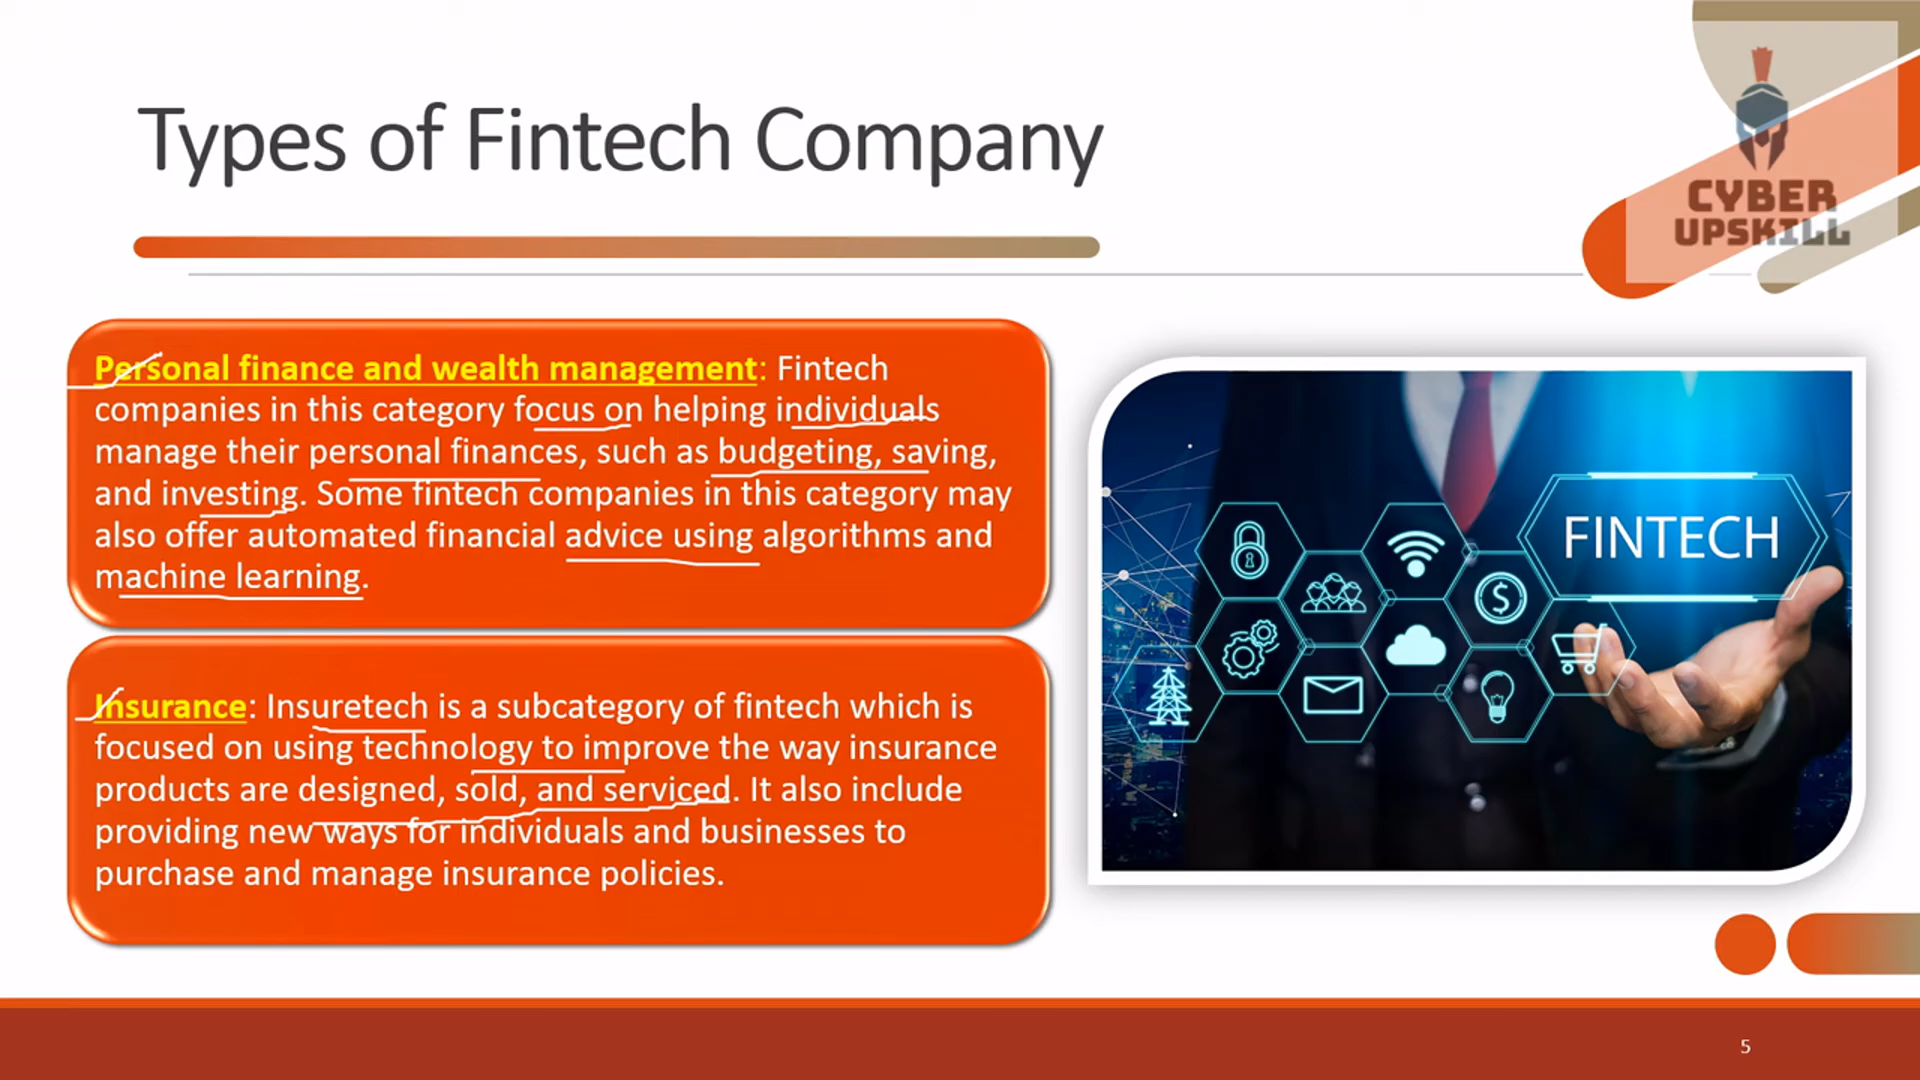 Types of Fintech Company
CYBER
UPSKILL
Personal finance and wealth management: Fintech
companies in this category focus on helping individuals
manage their personal finances, such as budgeting, saving,
and investing. Some fintech companies in this category may
also offer automated financial advice using algorithms and
machine learning.
Insurance: Insuretech is a subcategory of fintech which is
focused on using technology to improve the way insurance
products are designed, sold, and serviced. It also include
providing new ways for individuals and businesses to
purchase and manage insurance policies.
FINTECH
5